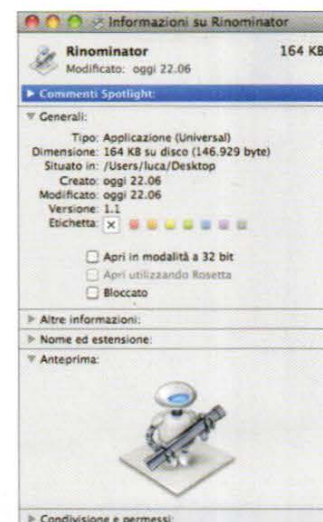 Informazioni su Rinominator
Rinominator 164 KB
Modificato: oggi 22.06
Commenti Spotlight:
Generali:
Tipo: Applicazione (Universal)
Dimensione: 164 KB su disco (146.929 byte)
Situato in: /Users/luca/Desktop
Creato: oggi 22.06
Modificato: oggi 22.06
Versione: 1.1
Etichetta:
Apri in modalità a 32 bit
Apri utilizzando Rosetta
Bloccato
Altre informazioni:
Nome ed estensione:
Anteprima:
Condivisione e permessi: